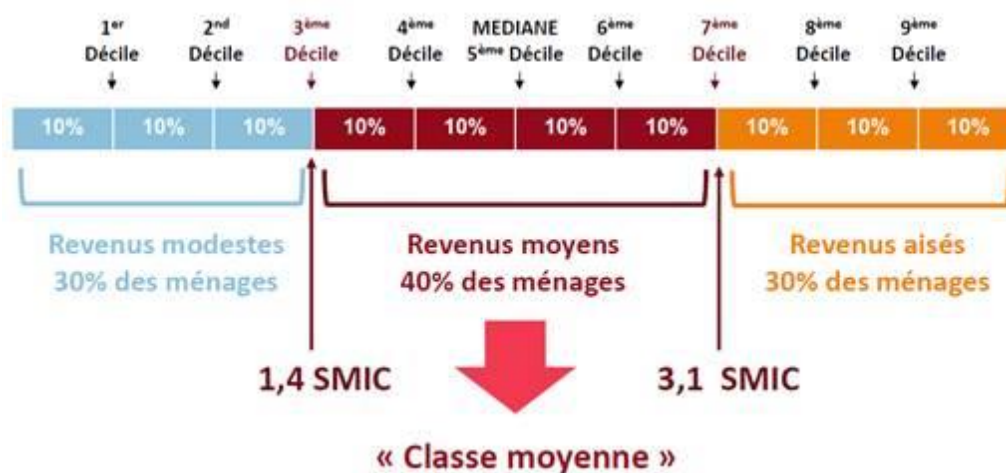 1er Décile
2nd Décile
3ème Décile
4ème Décile
MEDIANE 5ème Décile
6ème Décile
7ème Décile
8ème Décile
9ème Décile
10% 10% 10% 10% 10% 10% 10% 10% 10% 10%
Revenus modestes
30% des ménages
Revenus moyens
40% des ménages
Revenus aisés
30% des ménages
1,4 SMIC
3,1 SMIC
« Classe moyenne »